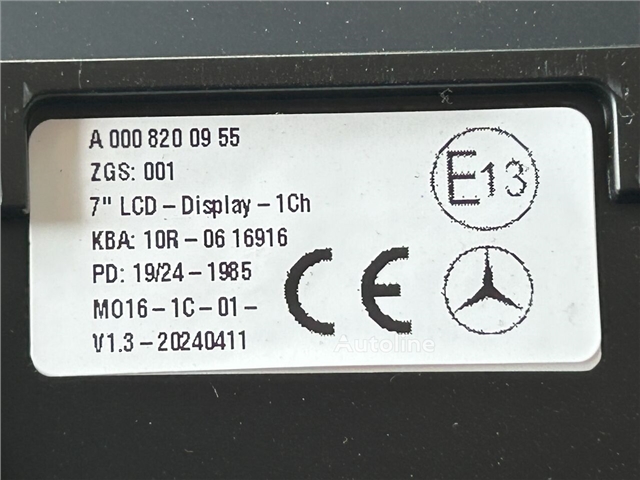 A 000 820 09 55
ZGS: 001
7" LCD - Display - 1Ch
KBA: 10R - 06 16916
PD: 19/24 - 1985
M016 - 1C - 01 -
V1.3 - 20240411
E13
CE
Autoline